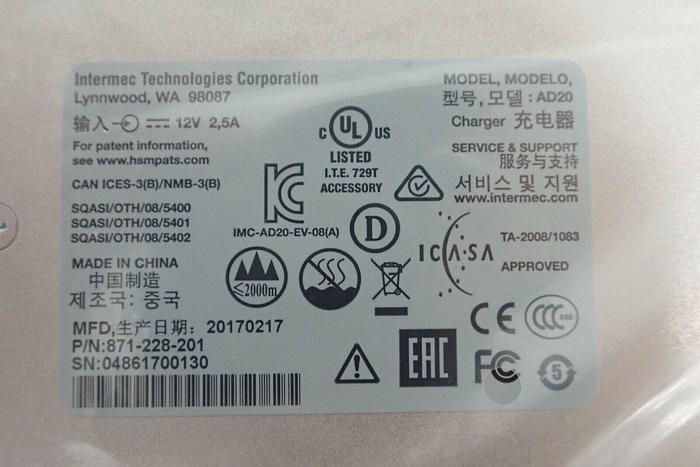 Intermec Technologies Corporation
Lynnwood, WA 98087
输入 12V 2,5A
For patent information,
see www.hsmpats.com
CAN ICES-3(B)/NMB-3(B)
SQASI/OTH/08/5400
SQASI/OTH/08/5401
SQASI/OTH/08/5402
MADE IN CHINA
中国制造
제조국: 중국
MFD,生产日期: 20170217
P/N:871-228-201
SN:04861700130
C UL US
LISTED
I.T.E. 729T
ACCESSORY
KC
IMC-AD20-EV-08(A)
D
≤2000m
MODEL, MODELO,
型号, 모델 : AD20
Charger 充电器
SERVICE & SUPPORT
服务与支持
서비스 및 지원
www.intermec.com
ICASA
TA-2008/1083
APPROVED
CE CCC
EAC FC 5